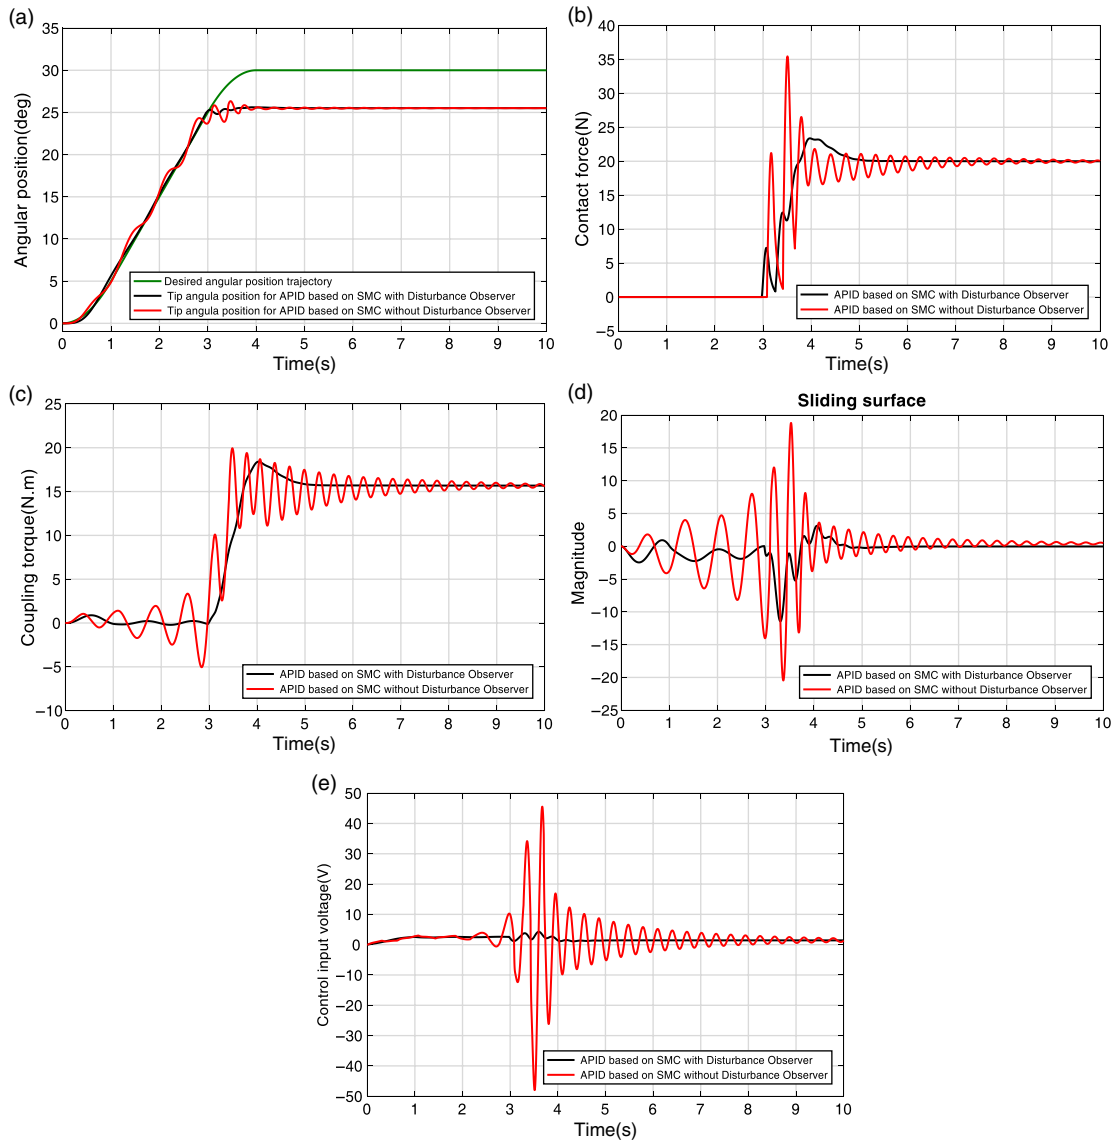 (a)
35
30
25
20
15
10
5
0
Angular position(deg)
Desired angular position trajectory
Tip angula position for APID based on SMC with Disturbance Observer
Tip angula position for APID based on SMC without Disturbance Observer
0 1 2 3 4 5 6 7 8 9 10
Time(s)
(b)
40
35
30
25
20
15
10
5
0
−5
Contact force(N)
APID based on SMC with Disturbance Observer
APID based on SMC without Disturbance Observer
0 1 2 3 4 5 6 7 8 9 10
Time(s)
(c)
25
20
15
10
5
0
−5
−10
Coupling torque(N.m)
APID based on SMC with Disturbance Observer
APID based on SMC without Disturbance Observer
0 1 2 3 4 5 6 7 8 9 10
Time(s)
(d)
Sliding surface
20
15
10
5
0
−5
−10
−15
−20
−25
Magnitude
APID based on SMC with Disturbance Observer
APID based on SMC without Disturbance Observer
0 1 2 3 4 5 6 7 8 9 10
Time(s)
(e)
50
40
30
20
10
0
−10
−20
−30
−40
−50
Control input voltage(V)
APID based on SMC with Disturbance Observer
APID based on SMC without Disturbance Observer
0 1 2 3 4 5 6 7 8 9 10
Time(s)